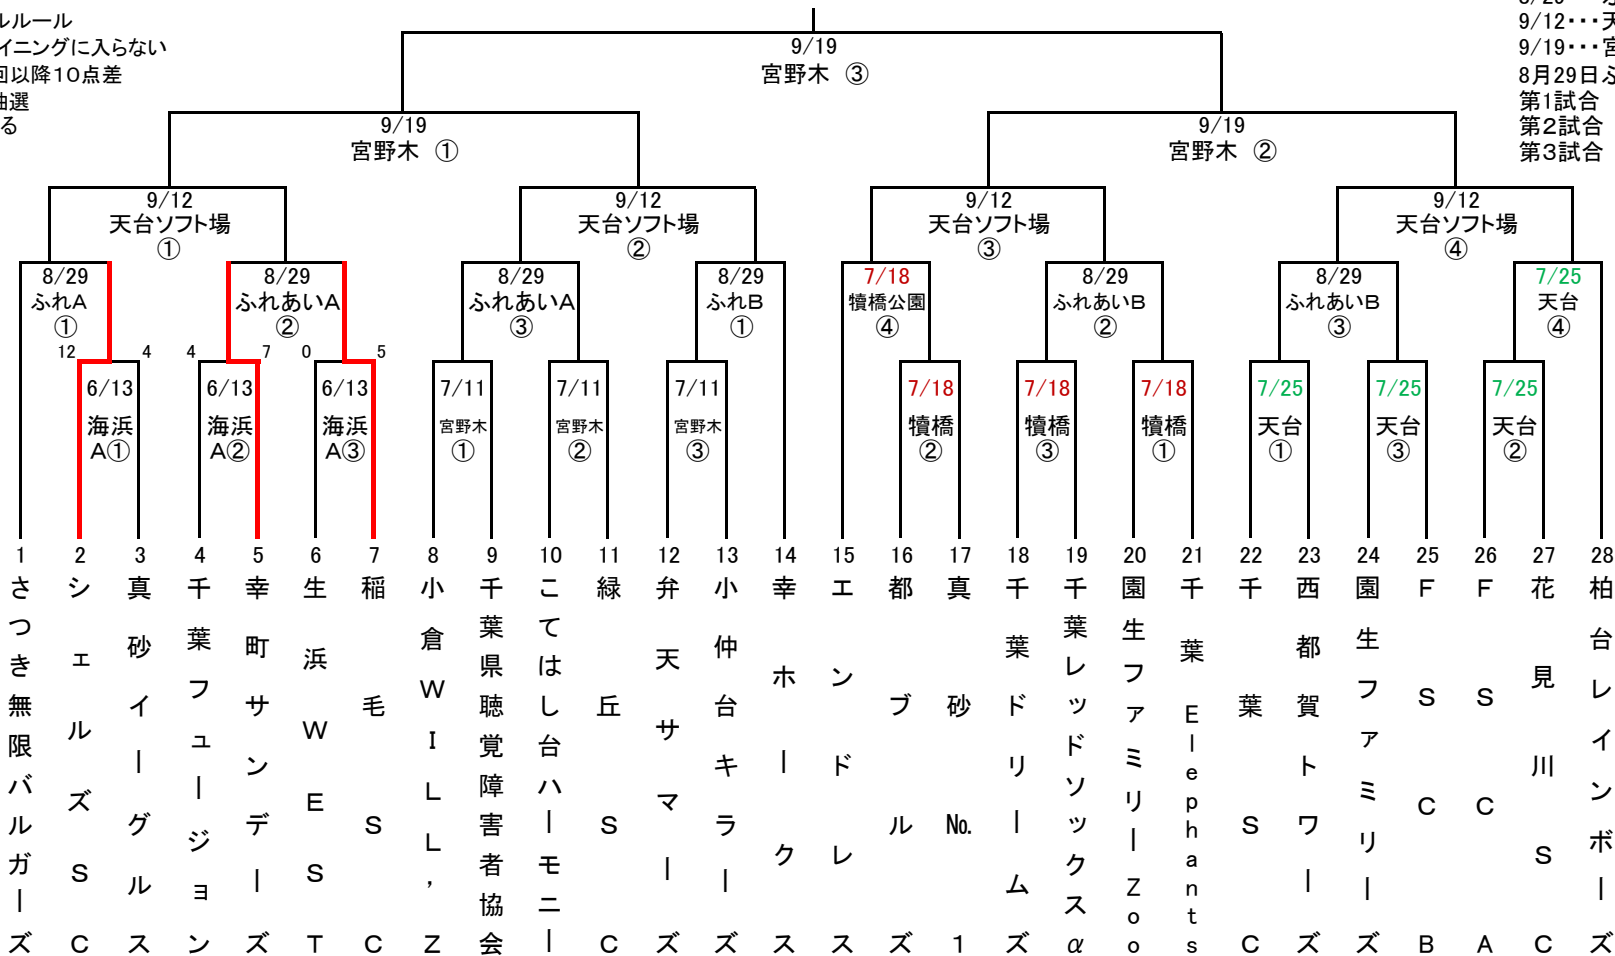 ルルール
イニングに入らない
回以降10点差
抽選
る
9/12・・・天
9/19・・・宮
8月29日ふ
第1試合
第2試合
第3試合
9/19
宮野木 ③
9/19
宮野木 ①
9/19
宮野木 ②
9/12
天台ソフト場
①
9/12
天台ソフト場
②
9/12
天台ソフト場
③
9/12
天台ソフト場
④
8/29
ふれA
①
8/29
ふれあいA
②
8/29
ふれあいA
③
8/29
ふれB
①
7/18
犢橋公園
④
8/29
ふれあいB
②
8/29
ふれあいB
③
7/25
天台
④
12
4
4
7
0
5
6/13
海浜
A①
6/13
海浜
A②
6/13
海浜
A③
7/11
宮野木
①
7/11
宮野木
②
7/11
宮野木
③
7/18
犢橋
②
7/18
犢橋
③
7/18
犢橋
①
7/25
天台
①
7/25
天台
③
7/25
天台
②
1 さつき無限バルガーズ
2 シェルズSC
3 真砂イーグルス
4 千葉フュージョン
5 幸町サンデーズ
6 生浜WEST
7 稲毛SC
8 小倉WILL'Z
9 千葉県聴覚障害者協会
10 こてはし台ハーモニー
11 緑丘SC
12 弁天サマーズ
13 小仲台キラーズ
14 幸ホークス
15 エンドレス
16 都ブルズ
17 真砂№1
18 千葉ドリームズ
19 千葉レッドソックスα
20 園生ファミリーZoo
21 千葉Elephants
22 千葉SC
23 西都賀トワーズ
24 園生ファミリーズ
25 FSCB
26 FSCA
27 花見川SC
28 柏台レインボーズ